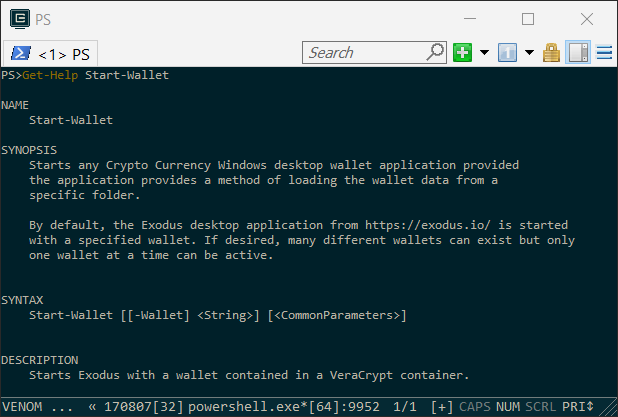 PS
<1> PS
Search
1
PS>Get-Help Start-Wallet
NAME
Start-Wallet
SYNOPSIS
Starts any Crypto Currency Windows desktop wallet application provided
the application provides a method of loading the wallet data from a
specific folder.
By default, the Exodus desktop application from https://exodus.io/ is started
with a specified wallet. If desired, many different wallets can exist but only
one wallet at a time can be active.
SYNTAX
Start-Wallet [[-Wallet] <String>] [<CommonParameters>]
DESCRIPTION
Starts Exodus with a wallet contained in a VeraCrypt container.
VENOM ... « 170807[32] powershell.exe*[64]:9952 1/1 [+] CAPS NUM SCRL PRI↕